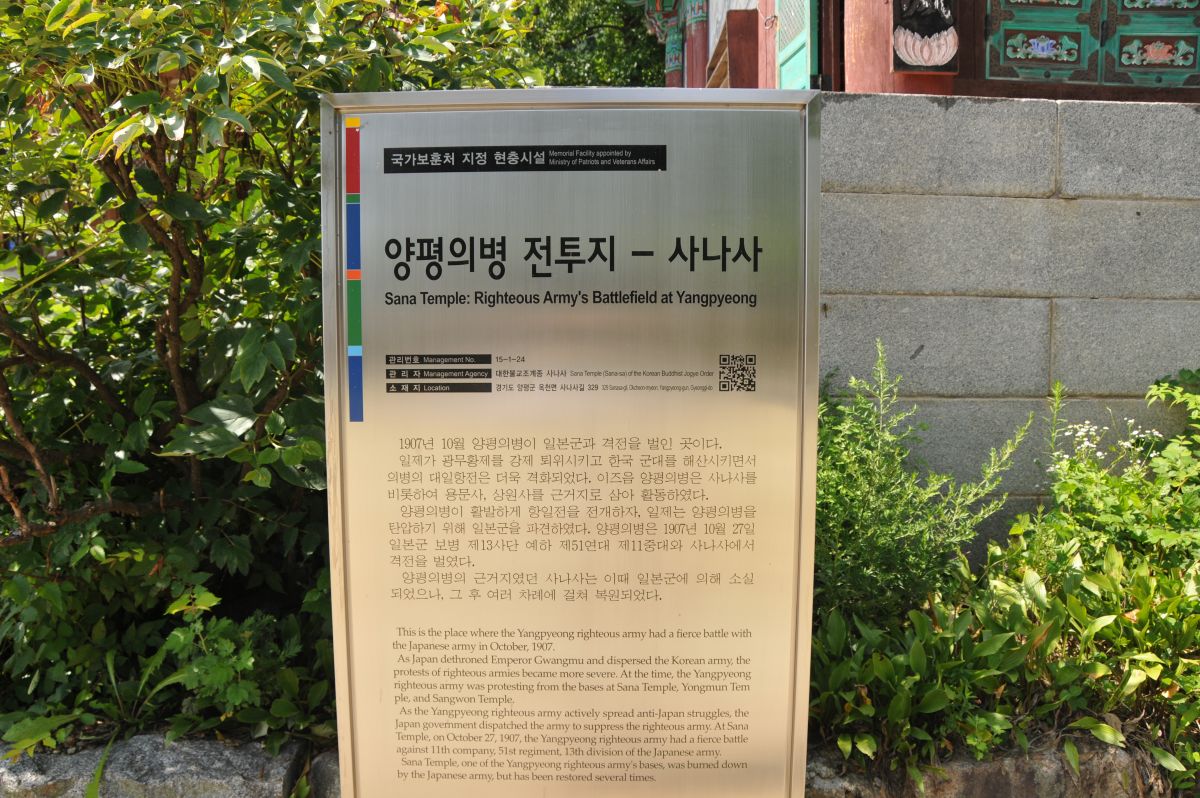 국가보훈처 지정 현충시설 Memorial Facility appointed by
Ministry of Patriots and Veterans Affairs
양평의병 전투지 – 사나사
Sana Temple: Righteous Army's Battlefield at Yangpyeong
관리번호 Management No. 15-1-24
관 리 자 Management Agency 대한불교조계종 사나사 Sana Temple (Sana-sa) of the Korean Buddhist Jogye Order
소 재 지 Location 경기도 양평군 옥천면 사나사길 329 329 Sanasa-gil, Okcheon-myeon, Yangpyeong-gun, Gyeonggi-do
1907년 10월 양평의병이 일본군과 격전을 벌인 곳이다.
일제가 광무황제를 강제 퇴위시키고 한국 군대를 해산시키면서
의병의 대일항전은 더욱 격화되었다. 이즈음 양평의병은 사나사를
비롯하여 용문사, 상원사를 근거지로 삼아 활동하였다.
양평의병이 활발하게 항일전을 전개하자, 일제는 양평의병을
탄압하기 위해 일본군을 파견하였다. 양평의병은 1907년 10월 27일
일본군 보병 제13사단 예하 제51연대 제11중대와 사나사에서
격전을 벌였다.
양평의병의 근거지였던 사나사는 이때 일본군에 의해 소실
되었으나, 그 후 여러 차례에 걸쳐 복원되었다.
This is the place where the Yangpyeong righteous army had a fierce battle with
the Japanese army in October, 1907.
As Japan dethroned Emperor Gwangmu and dispersed the Korean army, the
protests of righteous armies became more severe. At the time, the Yangpyeong
righteous army was protesting from the bases at Sana Temple, Yongmun Tem
ple, and Sangwon Temple.
As the Yangpyeong righteous army actively spread anti-Japan struggles, the
Japan government dispatched the army to suppress the righteous army. At Sana
Temple, on October 27, 1907, the Yangpyeong righteous army had a fierce battle
against 11th company, 51st regiment, 13th division of the Japanese army.
Sana Temple, one of the Yangpyeong righteous army's bases, was burned down
by the Japanese army, but has been restored several times.